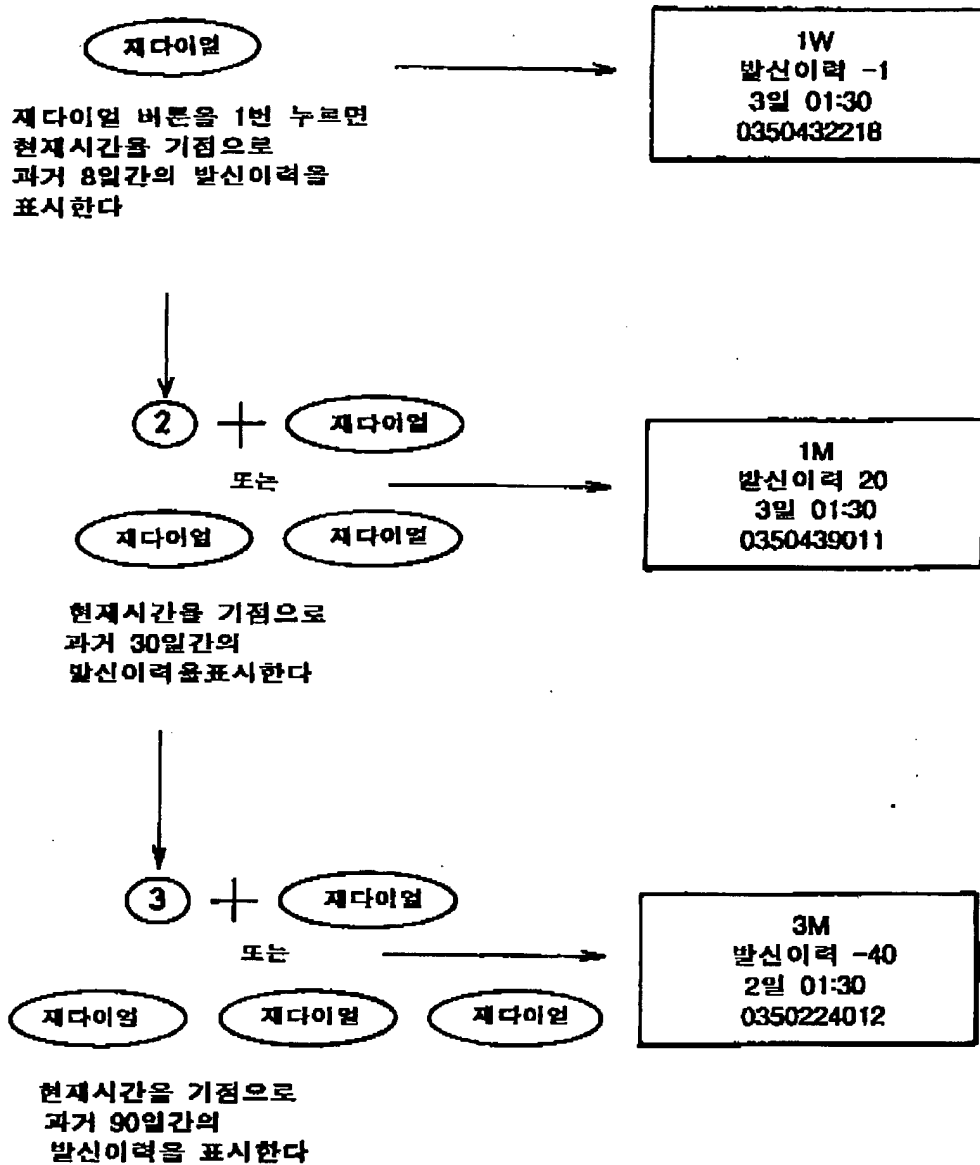 재다이얼
1W
발신이력 -1
3일 01:30
0350432218
재다이얼 버튼을 1번 누르면
현재시간을 기점으로
과거 8일간의 발신이력을
표시한다
2 + 재다이얼
또는
재다이얼 재다이얼
1M
발신이력 20
3일 01:30
0350439011
현재시간을 기점으로
과거 30일간의
발신이력을표시한다
3 + 재다이얼
또는
재다이얼 재다이얼 재다이얼
3M
발신이력 -40
2일 01:30
0350224012
현재시간을 기점으로
과거 90일간의
발신이력을 표시한다